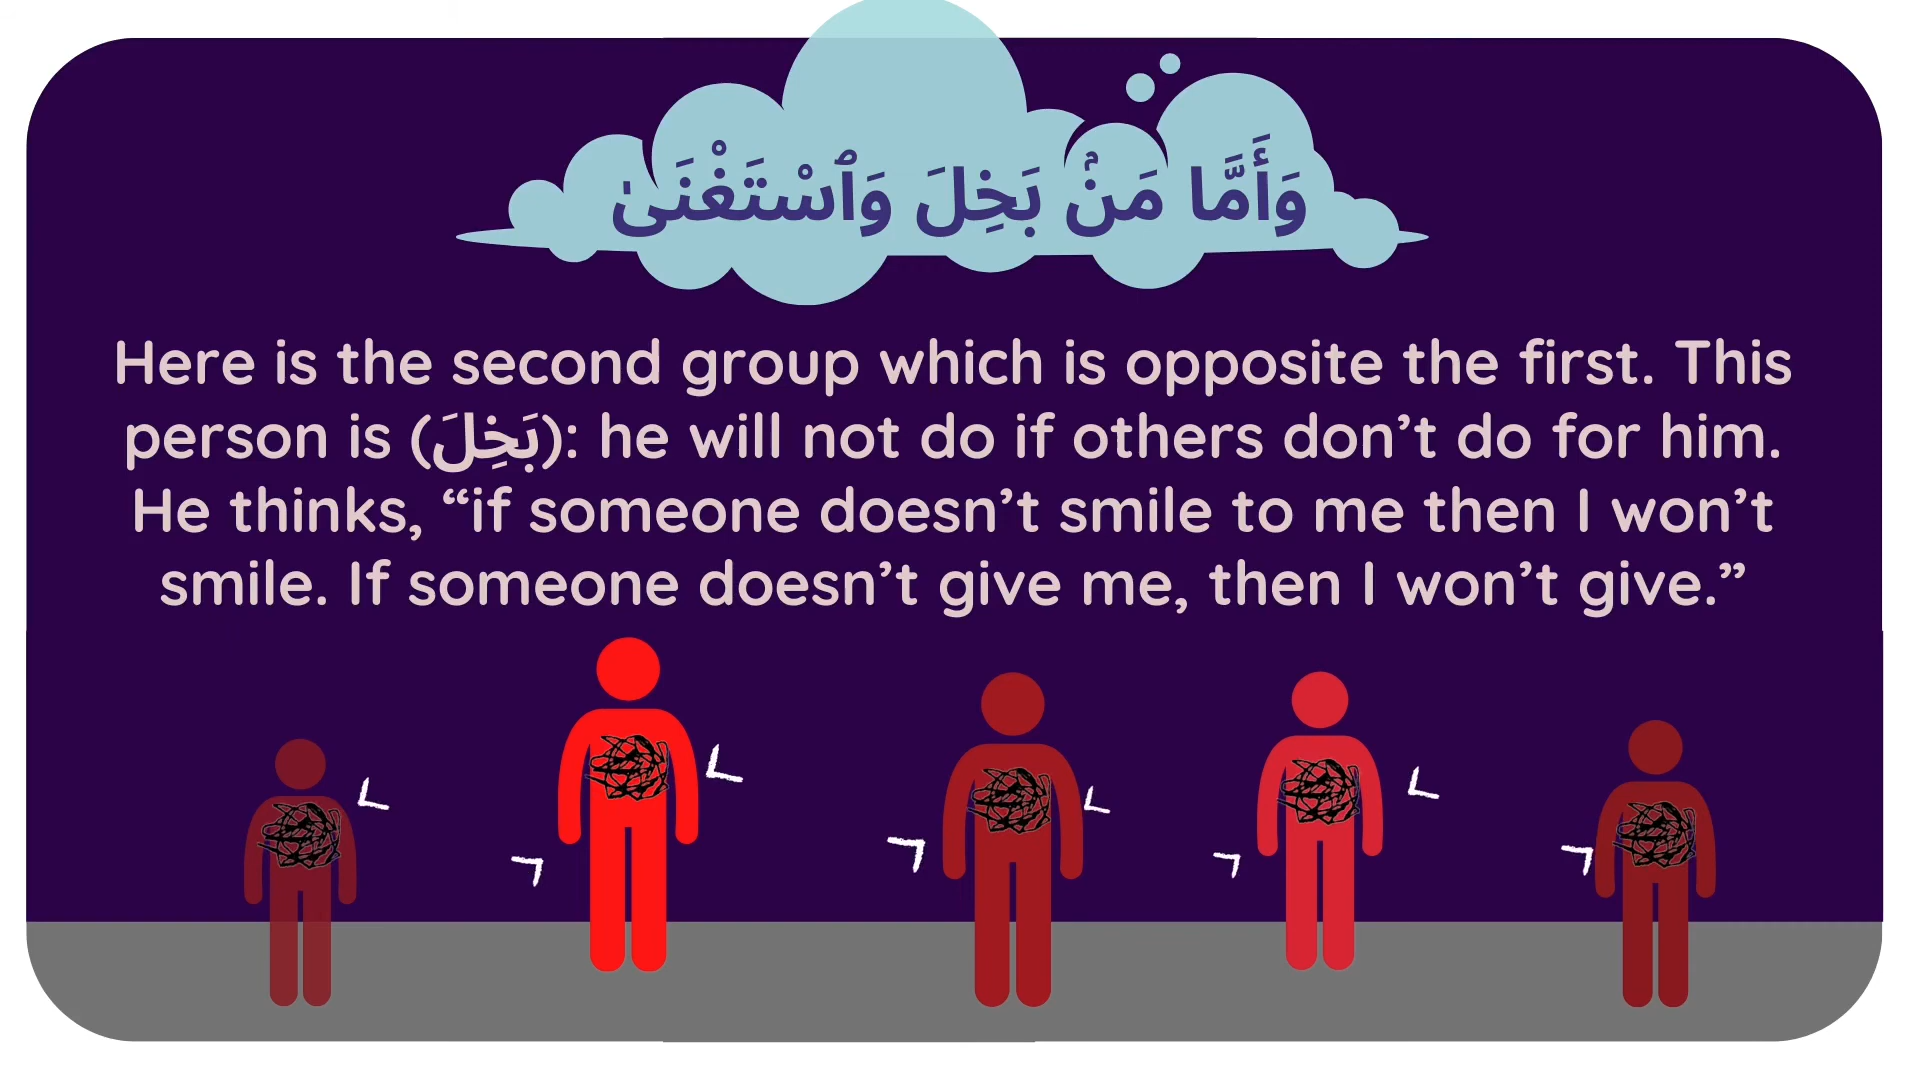 وَأَمَّا مَنۢ بَخِلَ وَٱسْتَغْنَىٰ
Here is the second group which is opposite the first. This
person is (بَخِلَ): he will not do if others don’t do for him.
He thinks, “if someone doesn’t smile to me then I won’t
smile. If someone doesn’t give me, then I won’t give.”